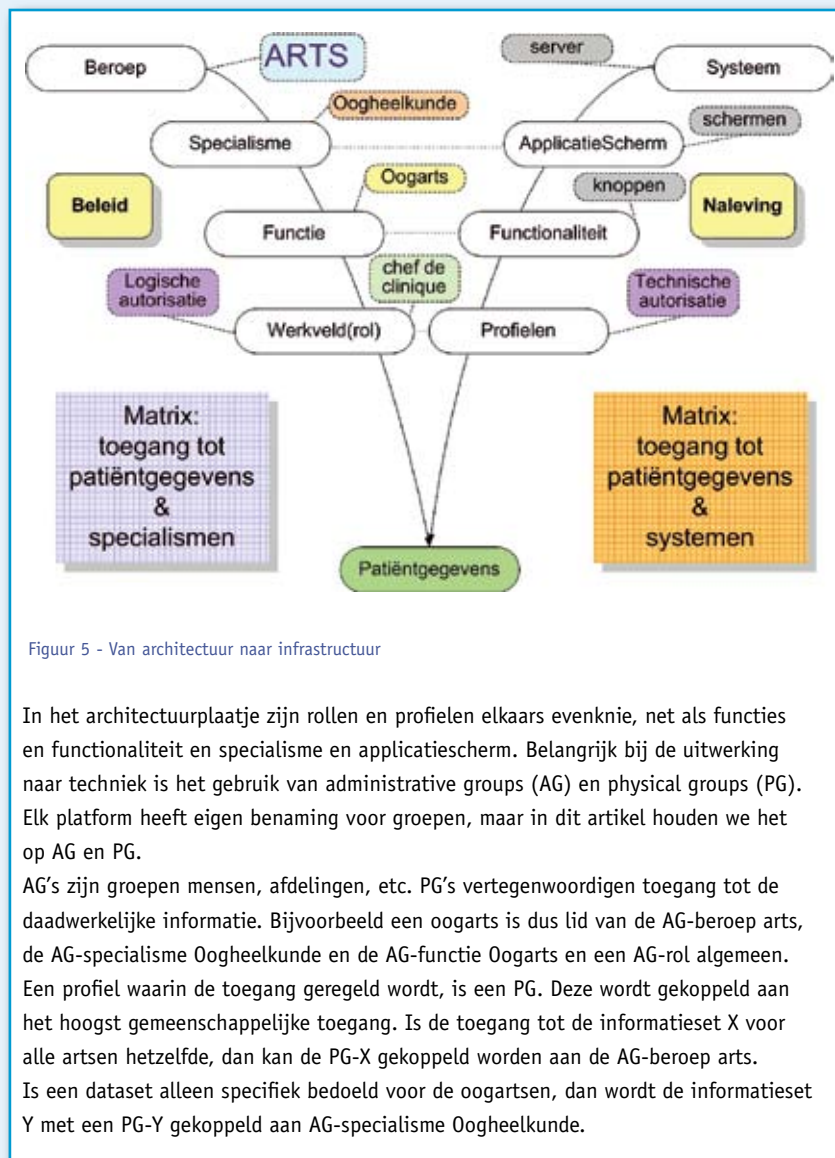 Beroep
ARTS
server
Systeem
Oogheelkunde
schermen
Specialisme
ApplicatieScherm
Oogarts
knoppen
Beleid
Naleving
Functie
Functionaliteit
Logische
autorisatie
chef de
clinique
Technische
autorisatie
Werkveld(rol)
Profielen
Matrix:
toegang tot
patiëntgegevens
&
specialismen
Matrix:
toegang tot
patiëntgegevens
&
systemen
Patiëntgegevens
Figuur 5 - Van architectuur naar infrastructuur
In het architectuurplaatje zijn rollen en profielen elkaars evenknie, net als functies
en functionaliteit en specialisme en applicatiescherm. Belangrijk bij de uitwerking
naar techniek is het gebruik van administrative groups (AG) en physical groups (PG).
Elk platform heeft eigen benaming voor groepen, maar in dit artikel houden we het
op AG en PG.
AG’s zijn groepen mensen, afdelingen, etc. PG’s vertegenwoordigen toegang tot de
daadwerkelijke informatie. Bijvoorbeeld een oogarts is dus lid van de AG-beroep arts,
de AG-specialisme Oogheelkunde en de AG-functie Oogarts en een AG-rol algemeen.
Een profiel waarin de toegang geregeld wordt, is een PG. Deze wordt gekoppeld aan
het hoogst gemeenschappelijke toegang. Is de toegang tot de informatieset X voor
alle artsen hetzelfde, dan kan de PG-X gekoppeld worden aan de AG-beroep arts.
Is een dataset alleen specifiek bedoeld voor de oogartsen, dan wordt de informatieset
Y met een PG-Y gekoppeld aan AG-specialisme Oogheelkunde.